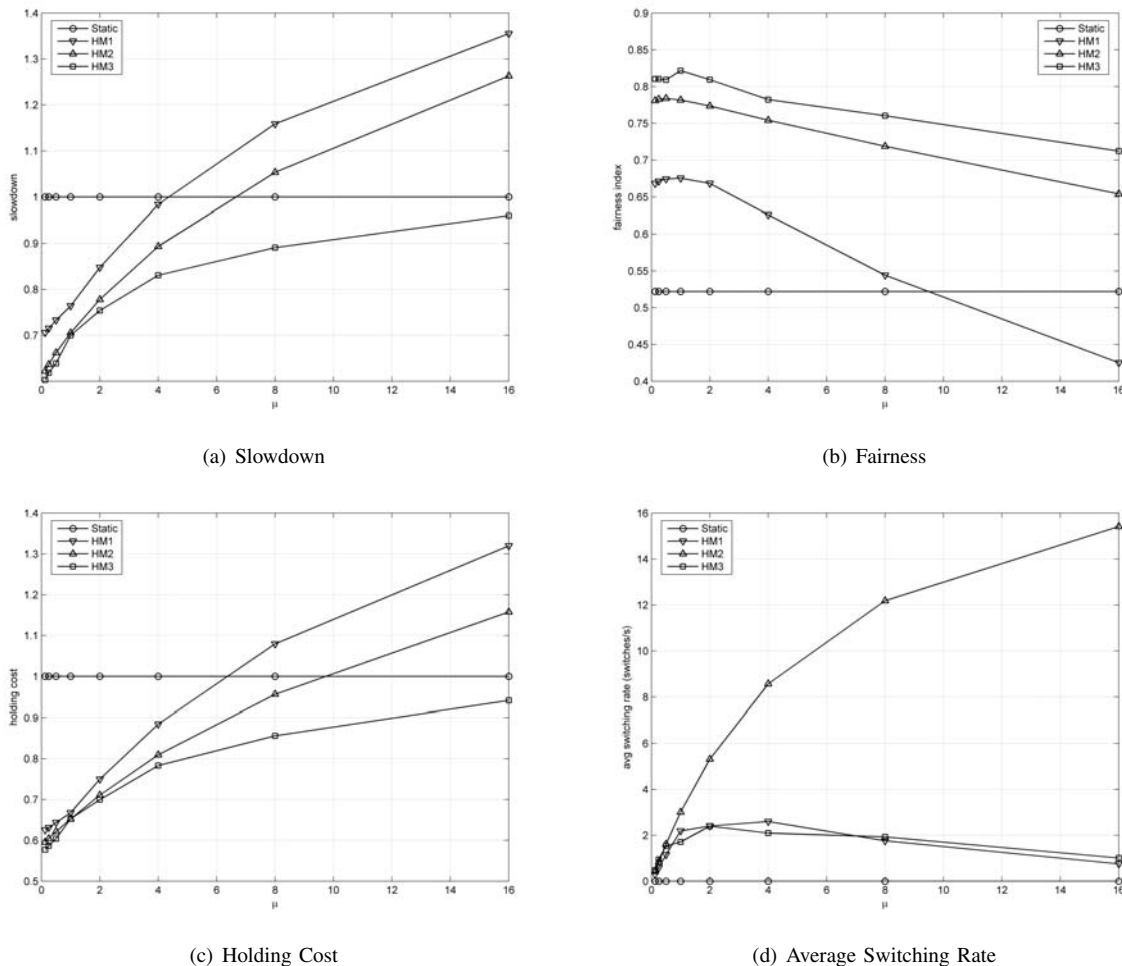 1.4
1.3
1.2
1.1
1
0.9
0.8
0.7
slowdown
Static
HM1
HM2
HM3
0 2 4 6 8 10 12 14 16
μ
(a) Slowdown
0.9
0.85
0.8
0.75
0.7
0.65
0.6
0.55
0.5
0.45
0.4
fairness index
Static
HM1
HM2
HM3
0 2 4 6 8 10 12 14 16
μ
(b) Fairness
1.4
1.3
1.2
1.1
1
0.9
0.8
0.7
0.6
0.5
holding cost
Static
HM1
HM2
HM3
0 2 4 6 8 10 12 14 16
μ
(c) Holding Cost
16
14
12
10
8
6
4
2
0
avg switching rate (switches/s)
Static
HM1
HM2
HM3
0 2 4 6 8 10 12 14 16
μ
(d) Average Switching Rate